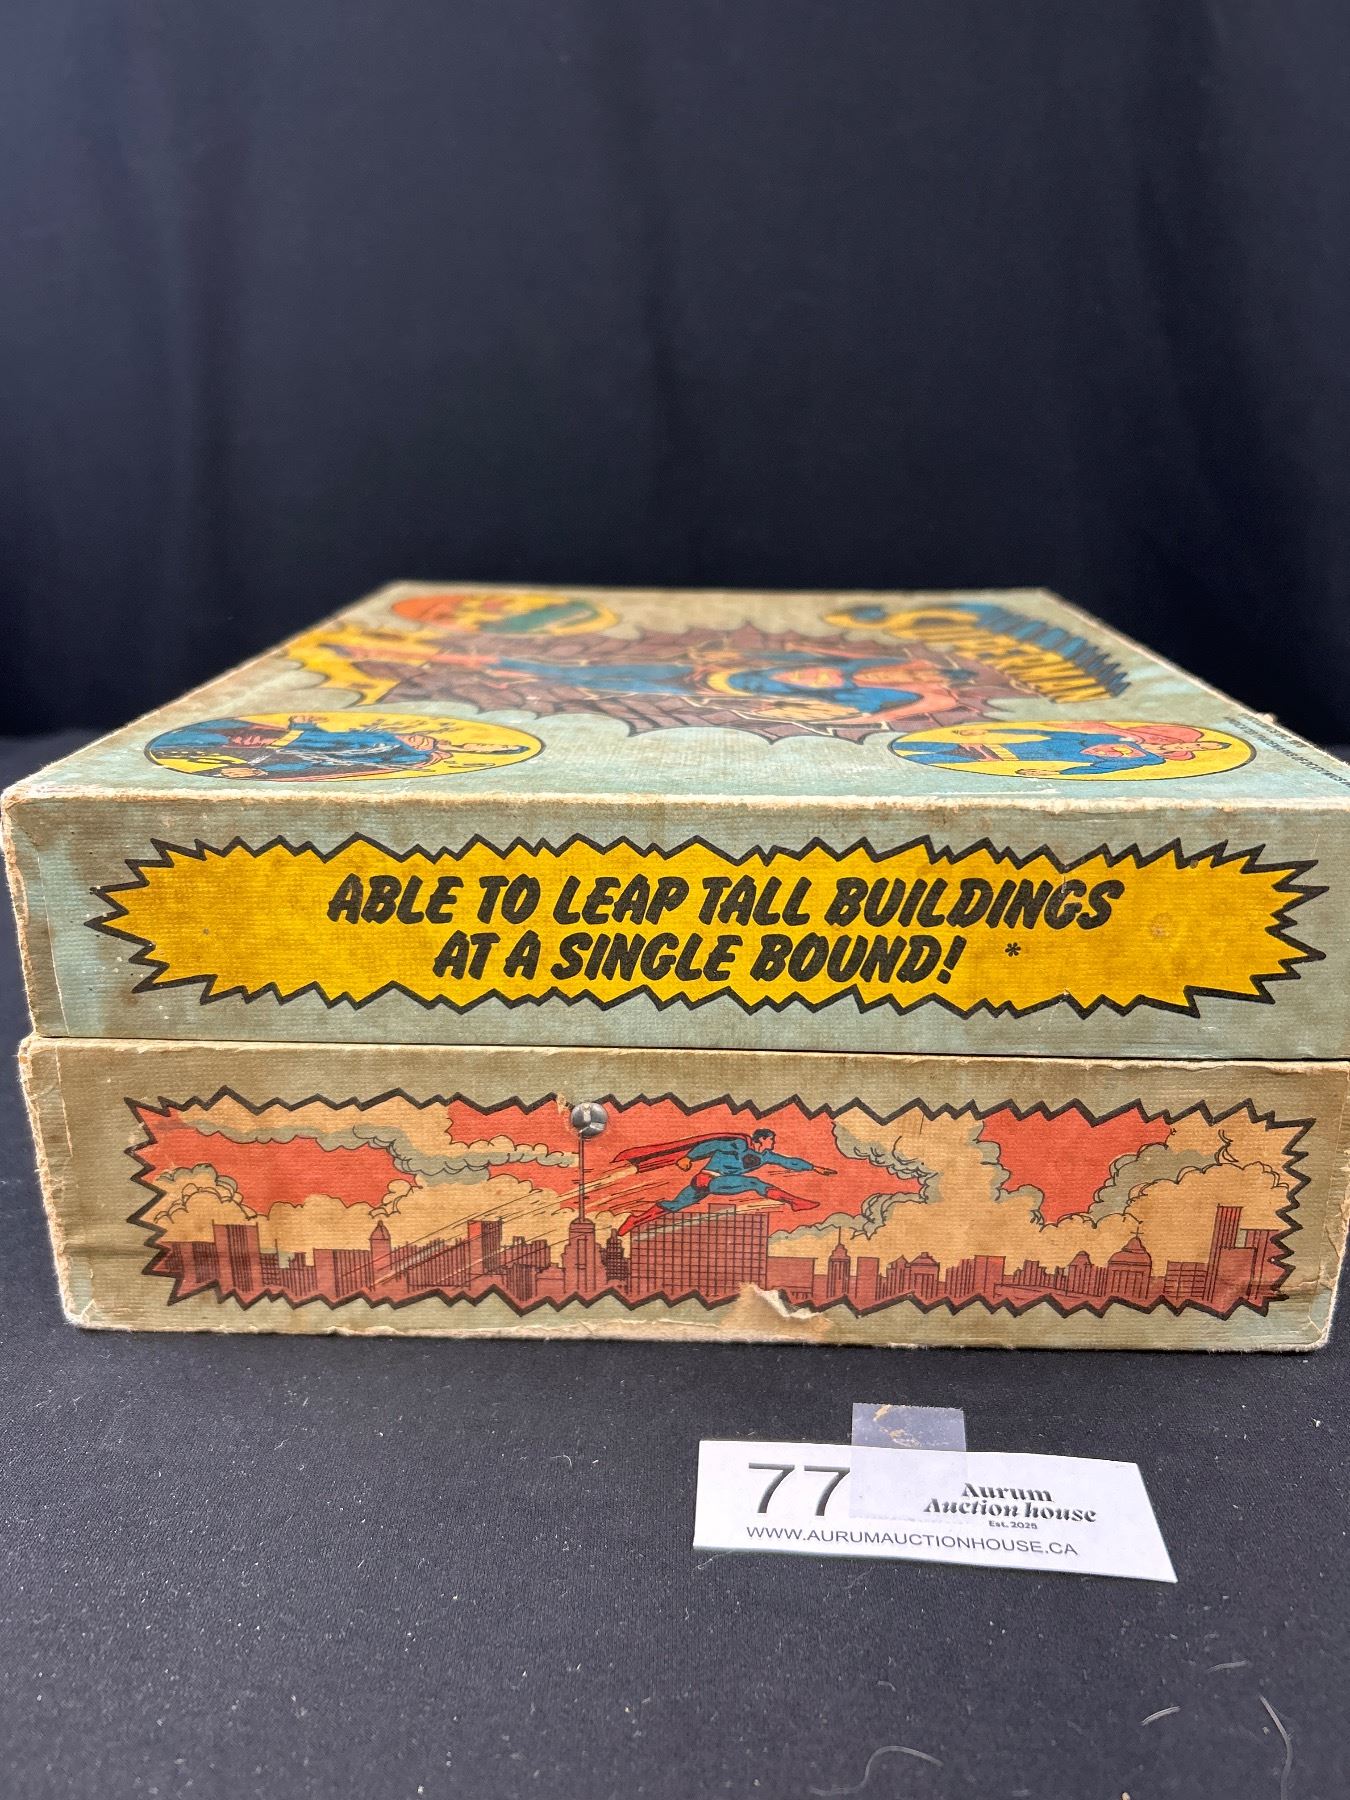 SUPERMAN
ABLE TO LEAP TALL BUILDINGS
AT A SINGLE BOUND! *
77
Aurum
Auction house
Est. 2025
WWW.AURUMAUCTIONHOUSE.CA